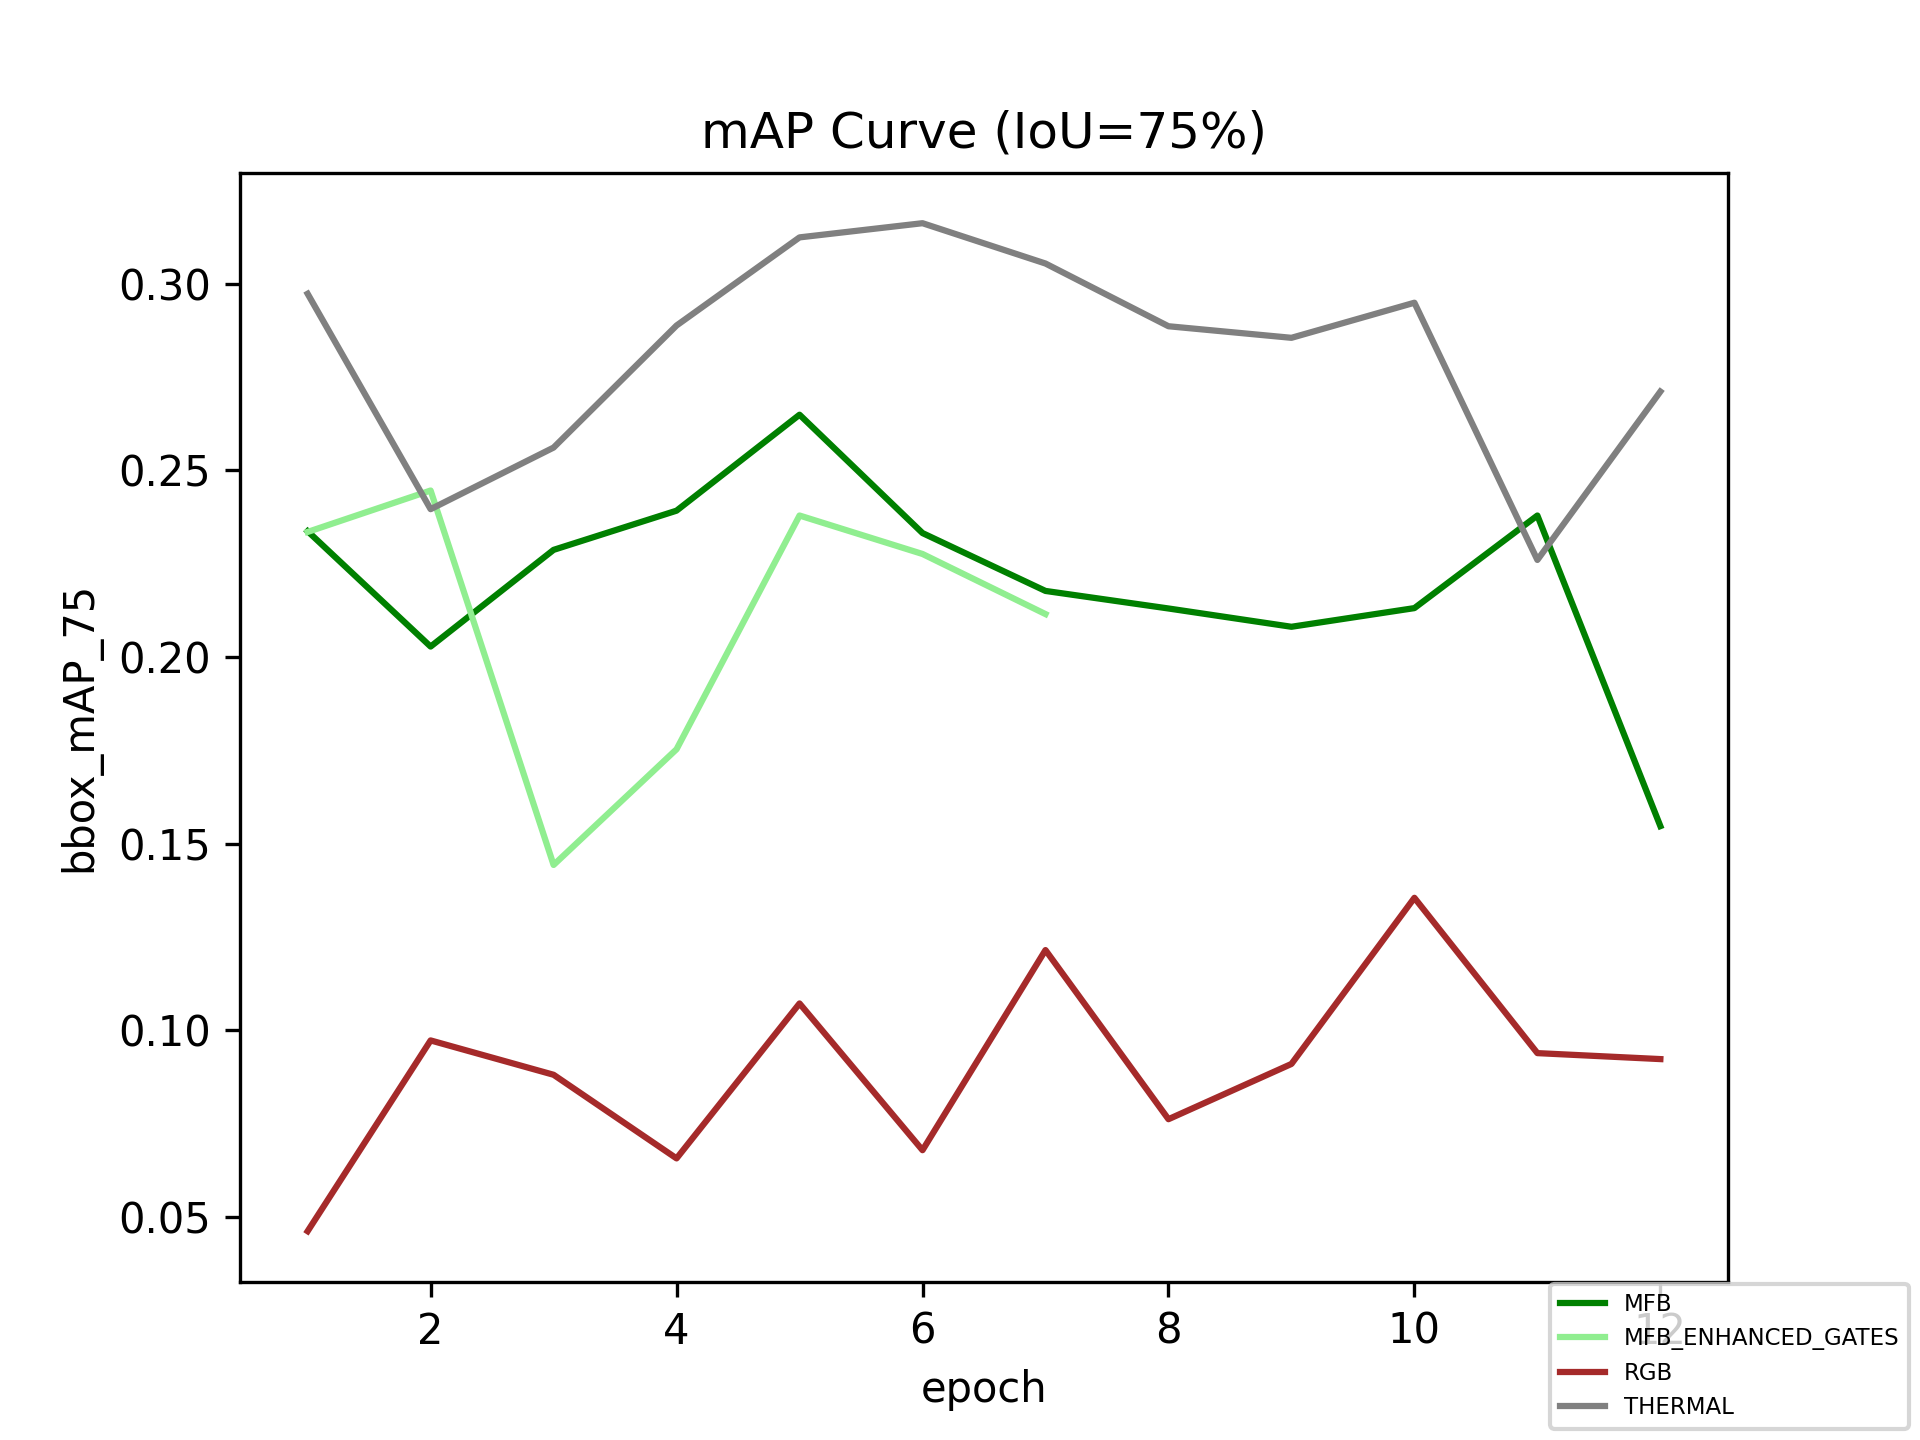 mAP Curve (IoU=75%)
bbox_mAP_75
0.30
0.25
0.20
0.15
0.10
0.05
2 4 6 8 10 12
epoch
MFB
MFB_ENHANCED_GATES
RGB
THERMAL